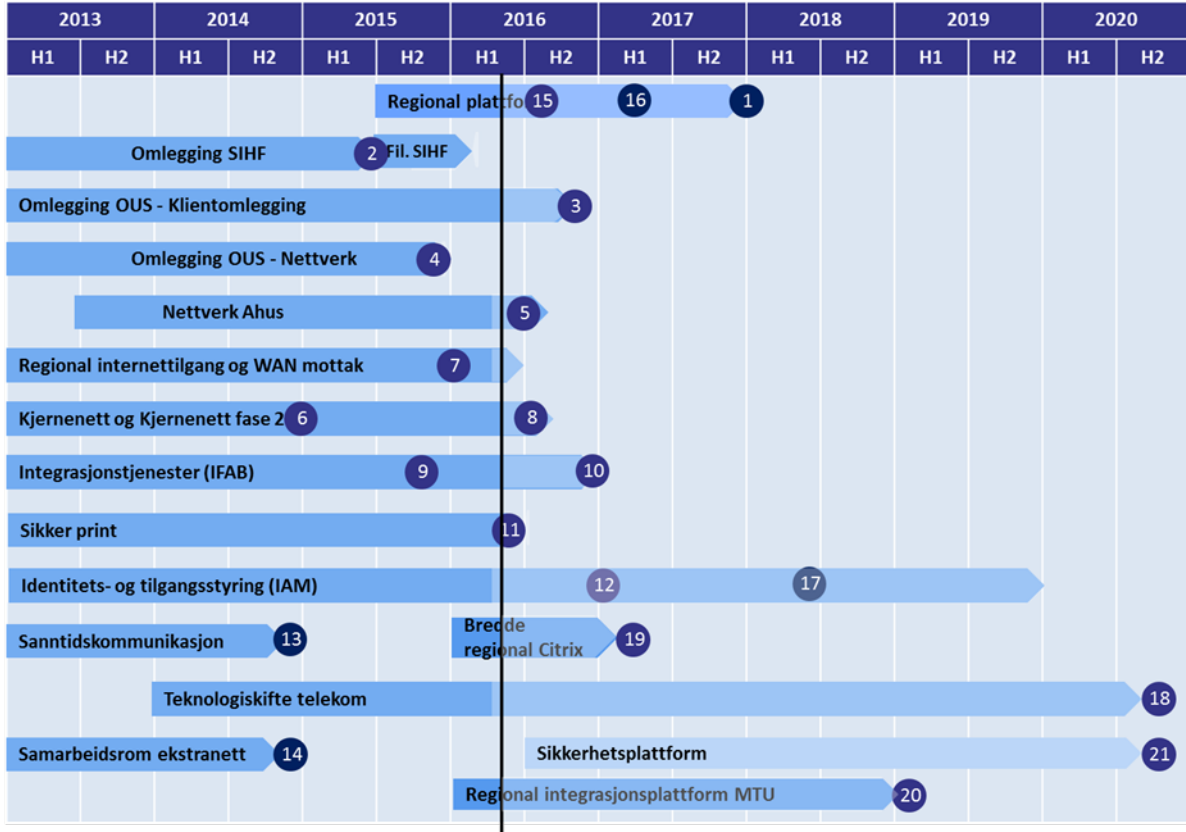 2013 2014 2015 2016 2017 2018 2019 2020
H1 H2 H1 H2 H1 H2 H1 H2 H1 H2 H1 H2 H1 H2 H1 H2
Regional plattfo 15 16 1
Omlegging SIHF 2 Fil. SIHF
Omlegging OUS - Klientomlegging 3
Omlegging OUS - Nettverk 4
Nettverk Ahus 5
Regional internettilgang og WAN mottak 7
Kjernenett og Kjernenett fase 2 6 8
Integrasjonstjenester (IFAB) 9 10
Sikker print 11
Identitets- og tilgangsstyring (IAM) 12 17
Sanntidskommunikasjon 13 Bredde
regional Citrix 19
Teknologiskifte telekom 18
Samarbeidsrom ekstranett 14 Sikkerhetsplattform 21
Regional integrasjonsplattform MTU 20